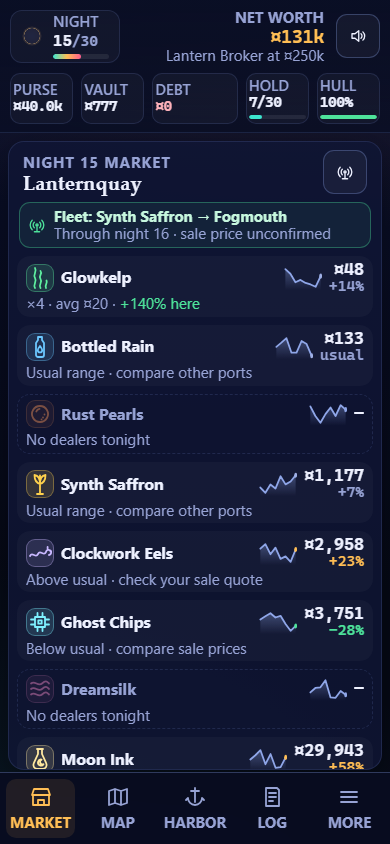 NIGHT
15/30
NET WORTH
¤131k
Lantern Broker at ¤250k
PURSE
¤40.0k
VAULT
¤777
DEBT
¤0
HOLD
7/30
HULL
100%
NIGHT 15 MARKET
Lanternquay
Fleet: Synth Saffron → Fogmouth
Through night 16 · sale price unconfirmed
Glowkelp
¤48
+14%
×4 · avg ¤20 · +140% here
Bottled Rain
¤133
usual
Usual range · compare other ports
Rust Pearls
–
No dealers tonight
Synth Saffron
¤1,177
+7%
Usual range · compare other ports
Clockwork Eels
¤2,958
+23%
Above usual · check your sale quote
Ghost Chips
¤3,751
−28%
Below usual · compare sale prices
Dreamsilk
–
No dealers tonight
Moon Ink
¤29,943
+58%
MARKET
MAP
HARBOR
LOG
MORE